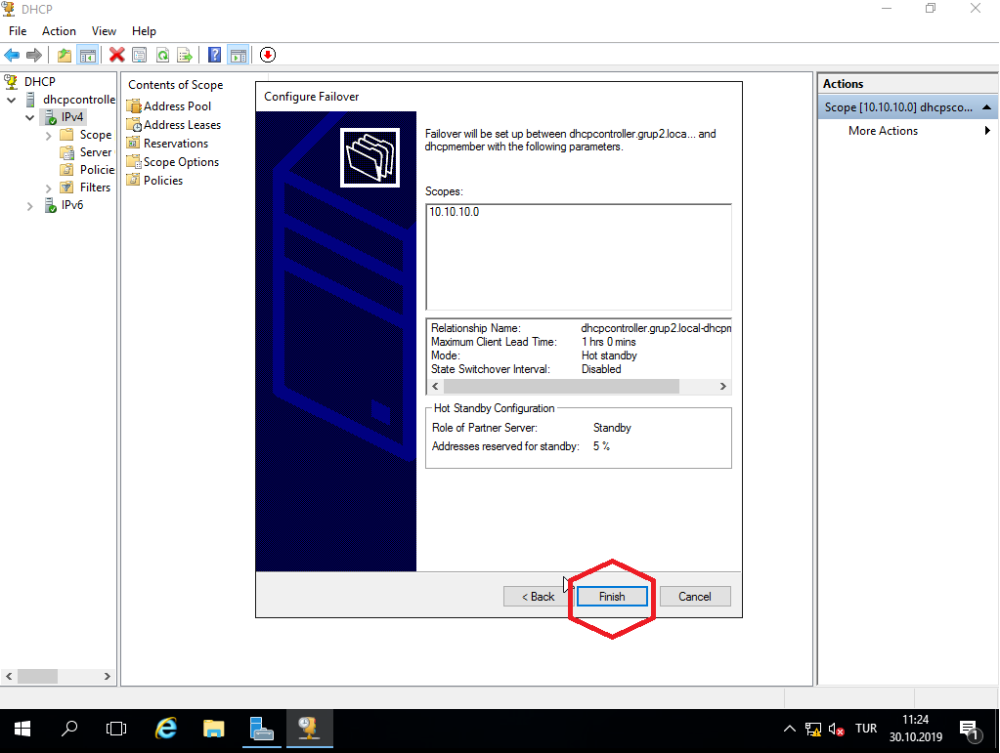 DHCP
File Action View Help
DHCP
dhcpcontrolle
IPv4
Scope
Server
Policie
Filters
IPv6
Contents of Scope
Address Pool
Address Leases
Reservations
Scope Options
Policies
Configure Failover
Failover will be set up between dhcpcontroller.grup2.loca... and
dhcpmember with the following parameters.
Scopes:
10.10.10.0
Relationship Name: dhcpcontroller.grup2.local-dhcpm
Maximum Client Lead Time: 1 hrs 0 mins
Mode: Hot standby
State Switchover Interval: Disabled
Hot Standby Configuration
Role of Partner Server: Standby
Addresses reserved for standby: 5 %
< Back Finish Cancel
Actions
Scope [10.10.10.0] dhcpsco...
More Actions
TUR
11:24
30.10.2019
1